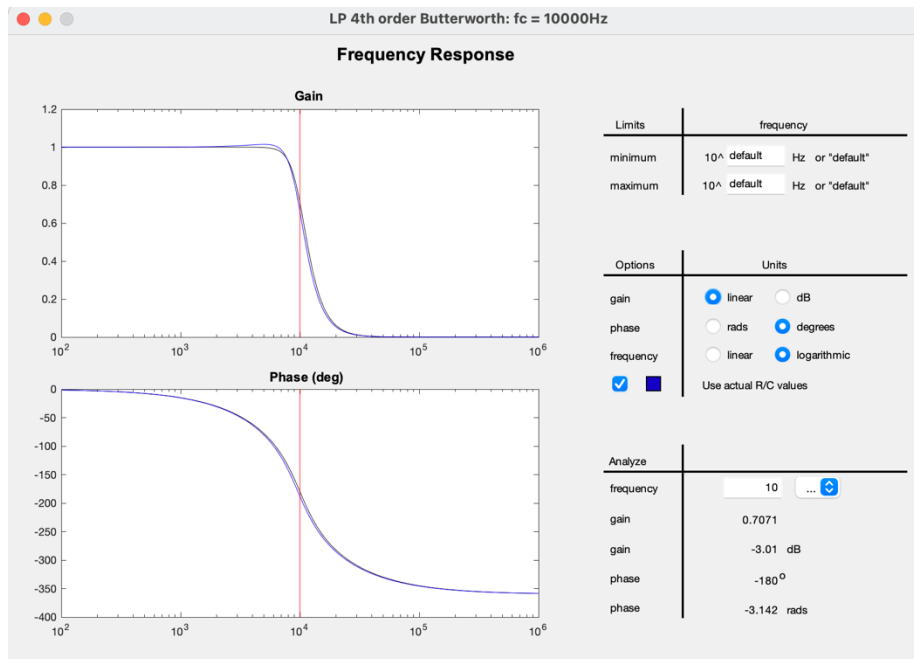 LP 4th order Butterworth: fc = 10000Hz
Frequency Response
Gain
1.2
1
0.8
0.6
0.4
0.2
0
10^2 10^3 10^4 10^5 10^6
Phase (deg)
0
-50
-100
-150
-200
-250
-300
-350
-400
10^2 10^3 10^4 10^5 10^6
Limits frequency
minimum 10^ default Hz or "default"
maximum 10^ default Hz or "default"
Options Units
gain linear dB
phase rads degrees
frequency linear logarithmic
Use actual R/C values
Analyze
frequency 10 ...
gain 0.7071
gain -3.01 dB
phase -180°
phase -3.142 rads